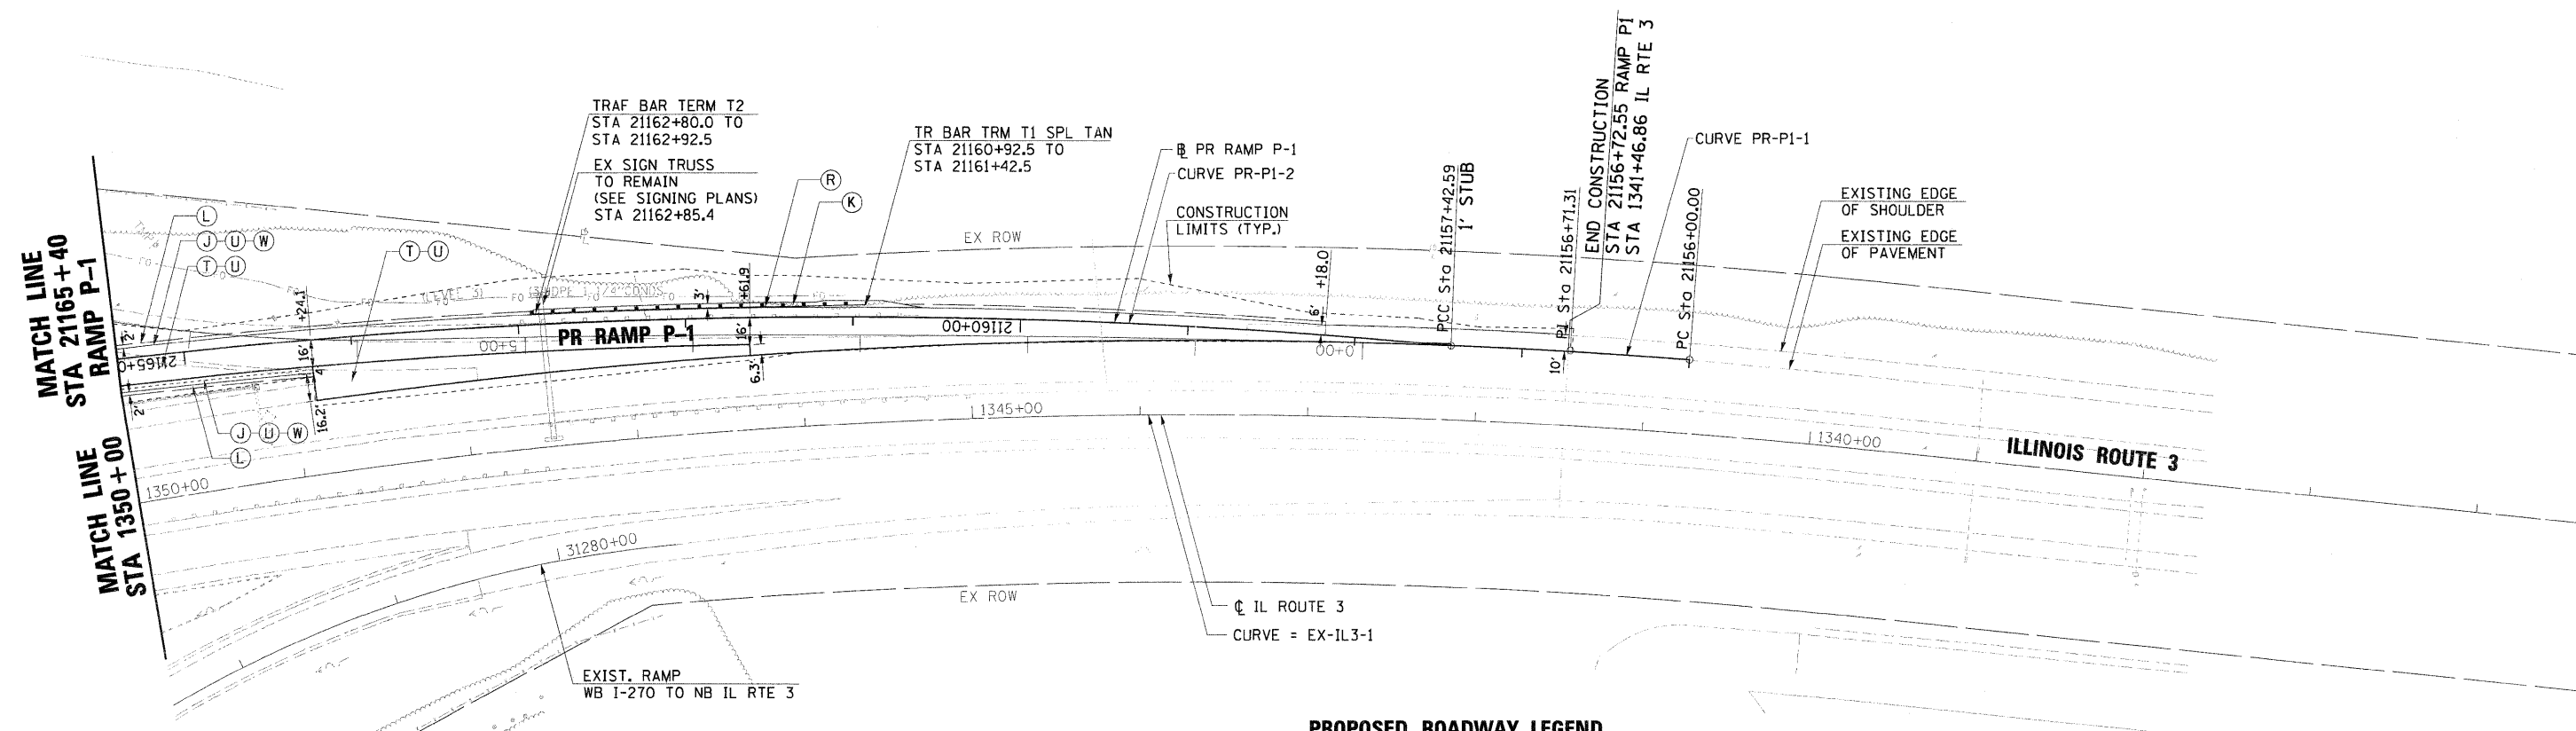 MATCH LINE
STA 21165+40
RAMP P-1
MATCH LINE
STA 1350+00
L
J U W
T U
T U
TRAF BAR TERM T2
STA 21162+80.0 TO
STA 21162+92.5
EX SIGN TRUSS
TO REMAIN
(SEE SIGNING PLANS)
STA 21162+85.4
R
K
TR BAR TRM T1 SPL TAN
STA 21160+92.5 TO
STA 21161+42.5
℄ PR RAMP P-1
CURVE PR-P1-2
CONSTRUCTION
LIMITS (TYP.)
EX ROW
PCC Sta 21157+42.59
1' STUB
PI Sta 21156+71.31
END CONSTRUCTION
STA 21156+72.55 RAMP P1
STA 1341+46.86 IL RTE 3
PC Sta 21156+00.00
CURVE PR-P1-1
EXISTING EDGE
OF SHOULDER
EXISTING EDGE
OF PAVEMENT
+24.1
+61.9
+18.0
3'
6'
2'
16'
16'
4'
16.2'
6.3'
10'
2'
FO
FO
FO
FO
PR RAMP P-1
21160+00
21165+0
5+00
0+00
J U W
L
1350+00
1345+00
1340+00
ILLINOIS ROUTE 3
31280+00
EXIST. RAMP
WB I-270 TO NB IL RTE 3
EX ROW
℄ IL ROUTE 3
CURVE = EX-IL3-1
PROPOSED ROADWAY LEGEND